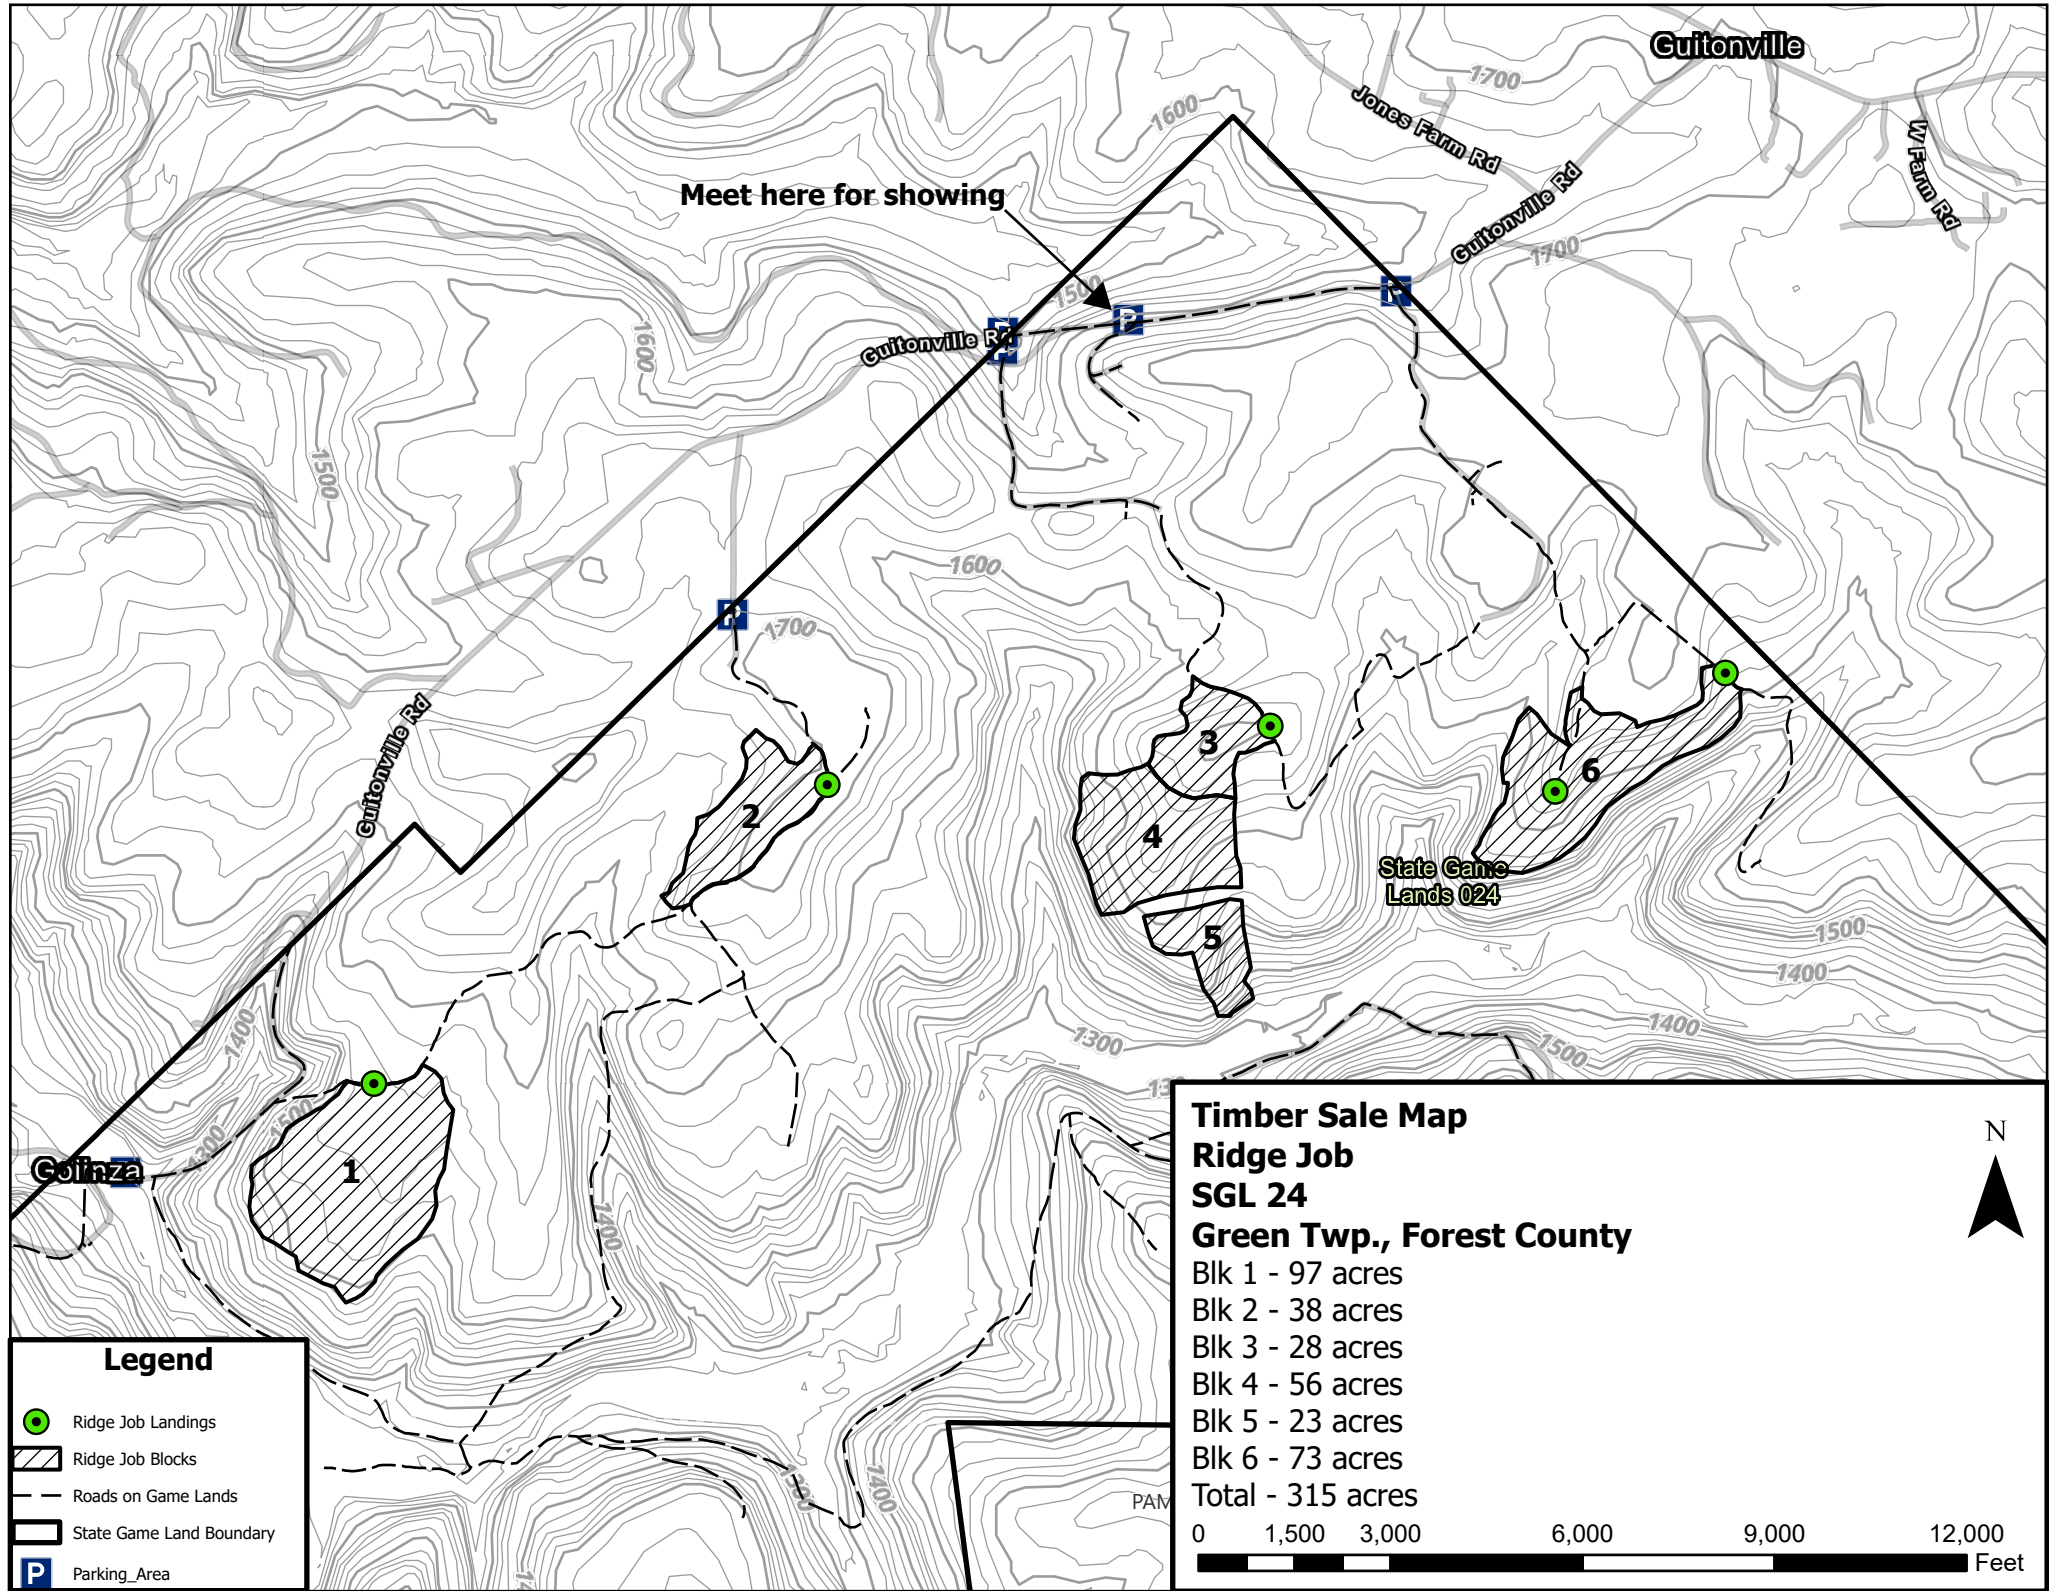 Guitonville
1700
Jones Farm Rd
W Farm Rd
1600
Guitonville Rd
1700
Meet here for showing
1500
P
P
P
P
Guitonville Rd
1600
1500
1600
P
1700
Guitonville Rd
3
2
6
4
State Game
Lands 024
5
1500
1400
1400
1400
1300
1500
1500
1300
Golinza
1
1400
1300
1400
PAM
Timber Sale Map
Ridge Job
SGL 24
Green Twp., Forest County
Blk 1 - 97 acres
Blk 2 - 38 acres
Blk 3 - 28 acres
Blk 4 - 56 acres
Blk 5 - 23 acres
Blk 6 - 73 acres
Total - 315 acres
0 1,500 3,000 6,000 9,000 12,000
Feet
N
Legend
Ridge Job Landings
Ridge Job Blocks
Roads on Game Lands
State Game Land Boundary
P Parking_Area